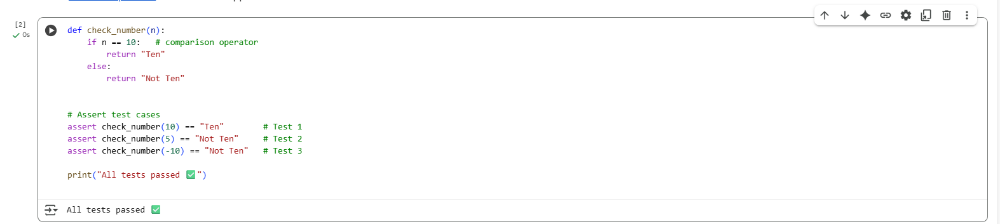 [2]
0s
def check_number(n):
    if n == 10:   # comparison operator
        return "Ten"
    else:
        return "Not Ten"
# Assert test cases
assert check_number(10) == "Ten"        # Test 1
assert check_number(5) == "Not Ten"     # Test 2
assert check_number(-10) == "Not Ten"   # Test 3
print("All tests passed ✅")
All tests passed ✅